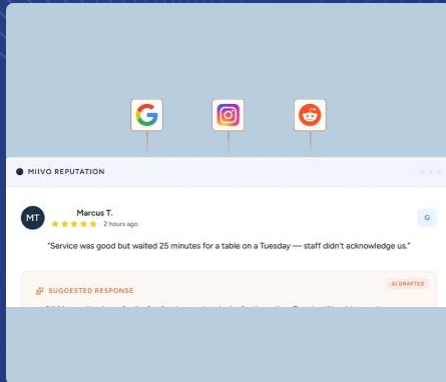 MIIVO REPUTATION
MT
Marcus T.
2 hours ago
G
"Service was good but waited 25 minutes for a table on a Tuesday — staff didn't acknowledge us."
AI DRAFTED
SUGGESTED RESPONSE